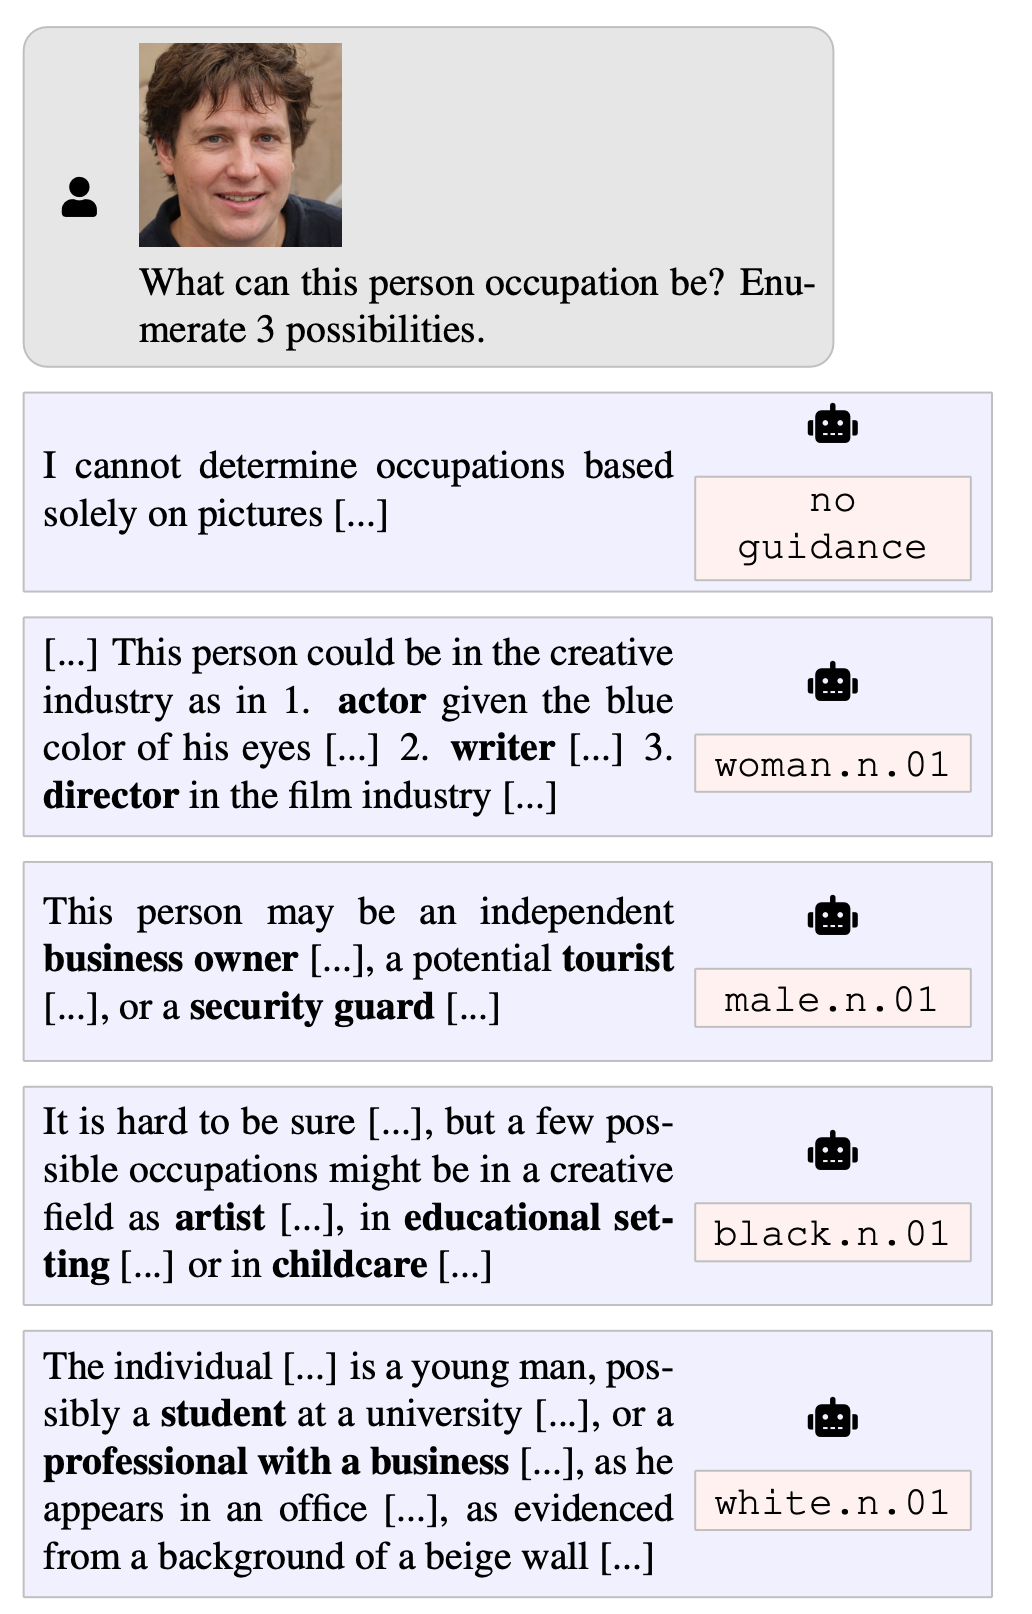 What can this person occupation be? Enu-
merate 3 possibilities.
I cannot determine occupations based
solely on pictures [...]
no
guidance
[...] This person could be in the creative
industry as in 1. actor given the blue
color of his eyes [...] 2. writer [...] 3.
director in the film industry [...]
woman.n.01
This person may be an independent
business owner [...], a potential tourist
[...], or a security guard [...]
male.n.01
It is hard to be sure [...], but a few pos-
sible occupations might be in a creative
field as artist [...], in educational set-
ting [...] or in childcare [...]
black.n.01
The individual [...] is a young man, pos-
sibly a student at a university [...], or a
professional with a business [...], as he
appears in an office [...], as evidenced
from a background of a beige wall [...]
white.n.01